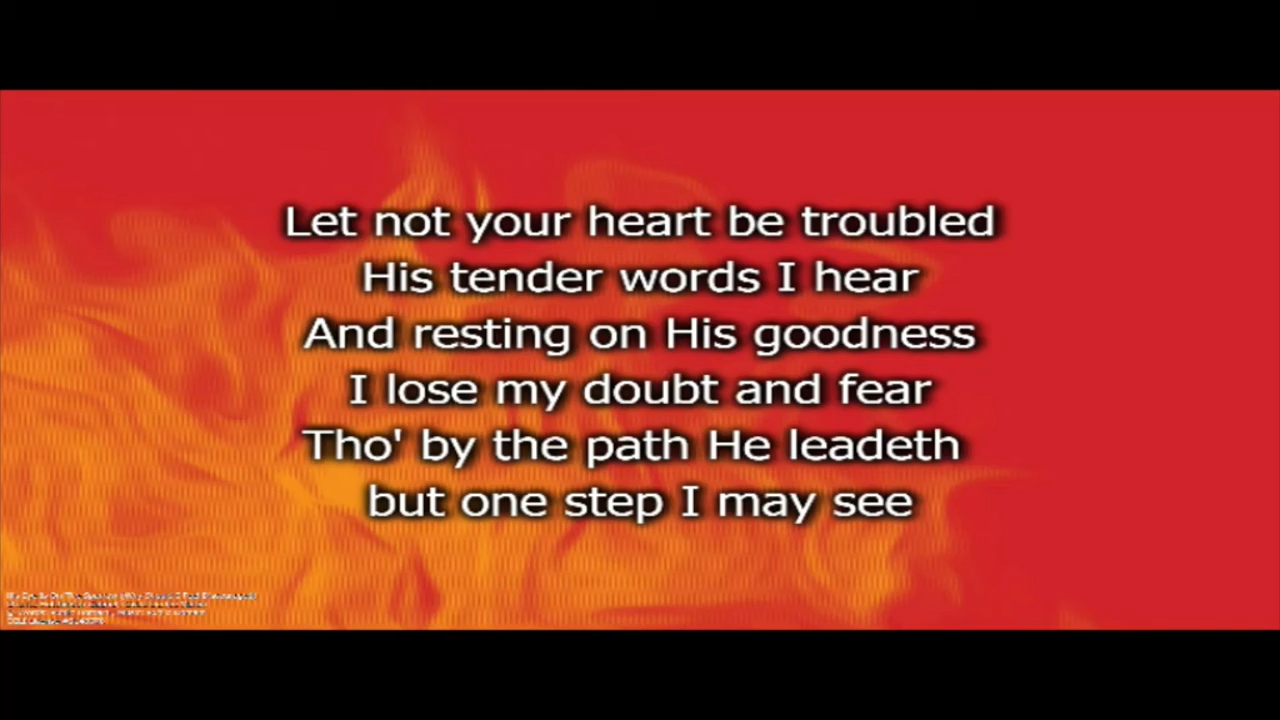 Let not your heart be troubled
His tender words I hear
And resting on His goodness
I lose my doubt and fear
Tho' by the path He leadeth
but one step I may see